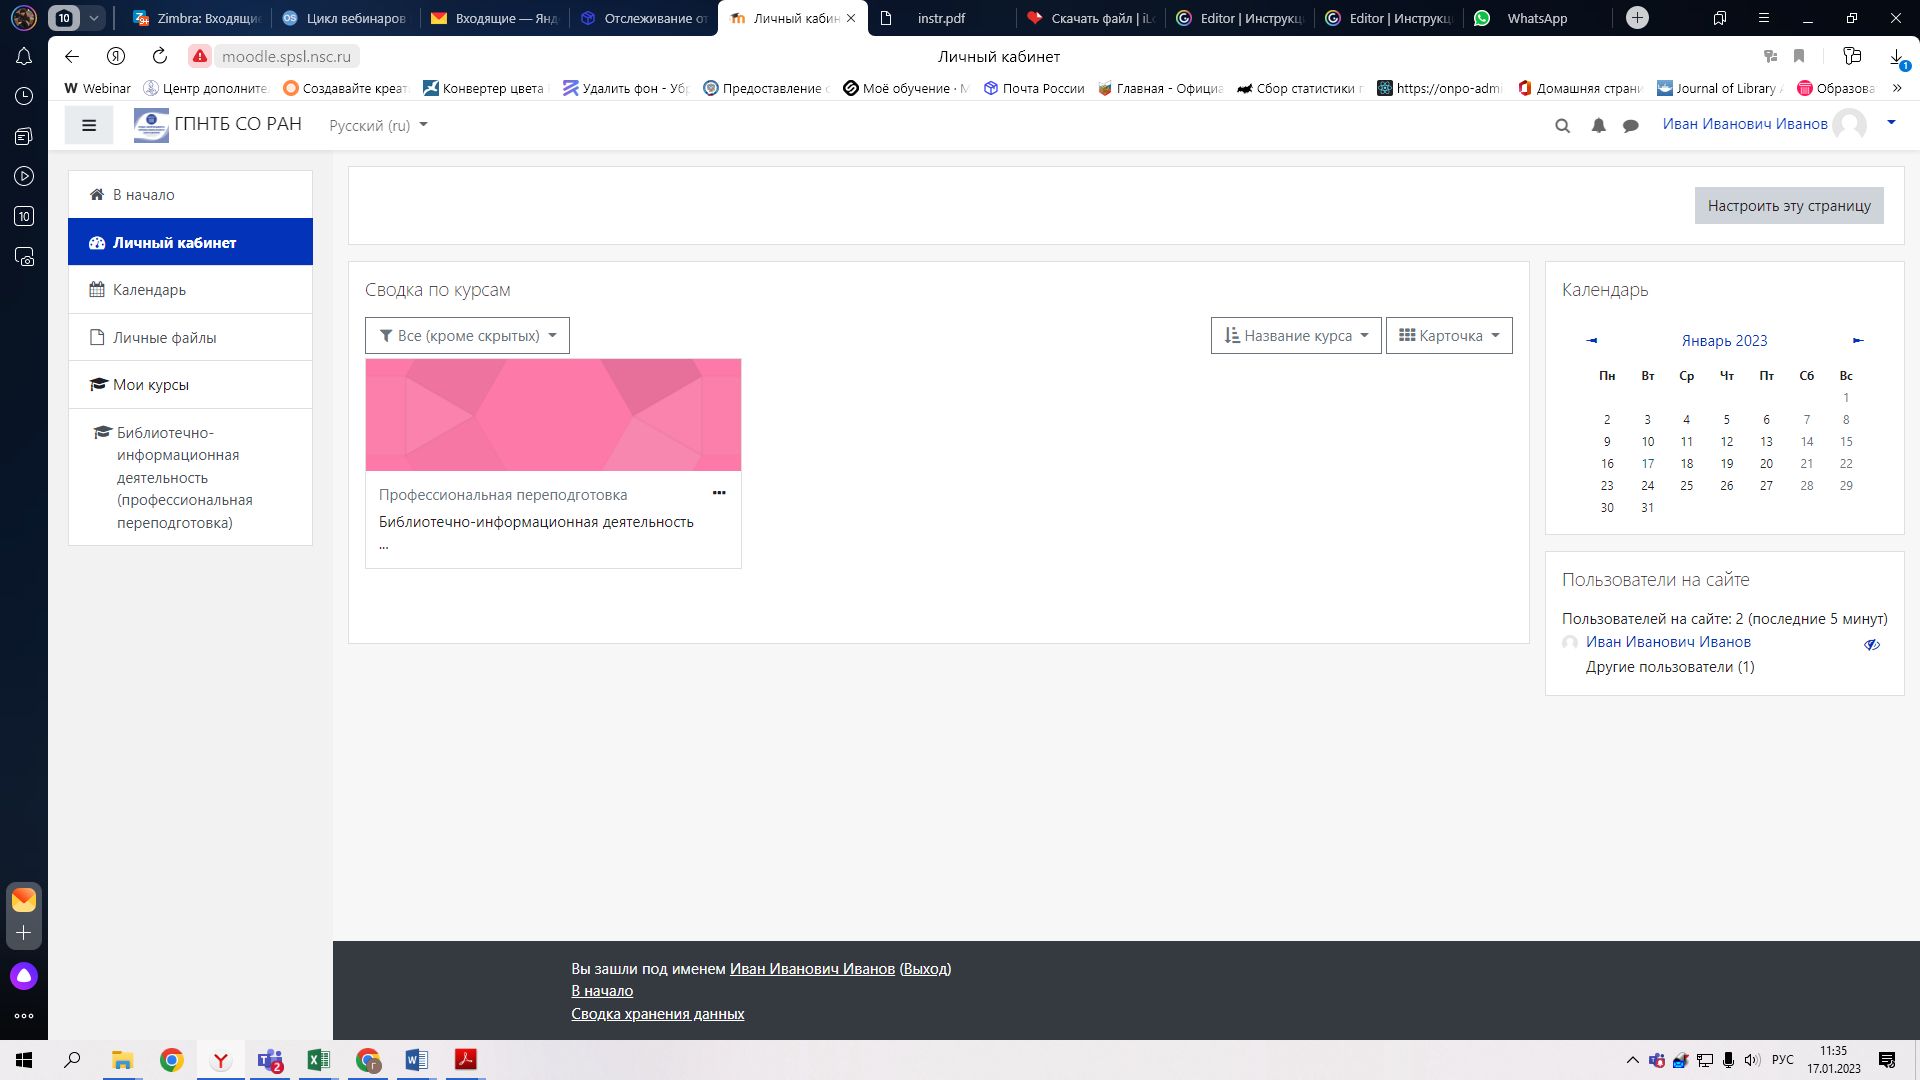 10
Zimbra: Входящие
Цикл вебинаров
Входящие — Янд
Отслеживание от
Личный кабин
instr.pdf
Скачать файл | iLo
Editor | Инструкци
Editor | Инструкци
WhatsApp
moodle.spsl.nsc.ru
Личный кабинет
1
Webinar
Центр дополните
Создавайте креат
Конвертер цвета
Удалить фон - Убр
Предоставление
Моё обучение · М
Почта России
Главная - Официа
Сбор статистики п
https://onpo-admi
Домашняя страни
Journal of Library A
Образова
»
ГПНТБ СО РАН
Русский (ru)
Иван Иванович Иванов
10
В начало
Личный кабинет
Календарь
Личные файлы
Мои курсы
Библиотечно-
информационная
деятельность
(профессиональная
переподготовка)
Настроить эту страницу
Сводка по курсам
Все (кроме скрытых)
Название курса
Карточка
Профессиональная переподготовка
Библиотечно-информационная деятельность
...
Календарь
◄ Январь 2023 ►
Пн Вт Ср Чт Пт Сб Вс
1
2 3 4 5 6 7 8
9 10 11 12 13 14 15
16 17 18 19 20 21 22
23 24 25 26 27 28 29
30 31
Пользователи на сайте
Пользователей на сайте: 2 (последние 5 минут)
Иван Иванович Иванов
Другие пользователи (1)
Вы зашли под именем Иван Иванович Иванов (Выход)
В начало
Сводка хранения данных
2
РУС
11:35
17.01.2023